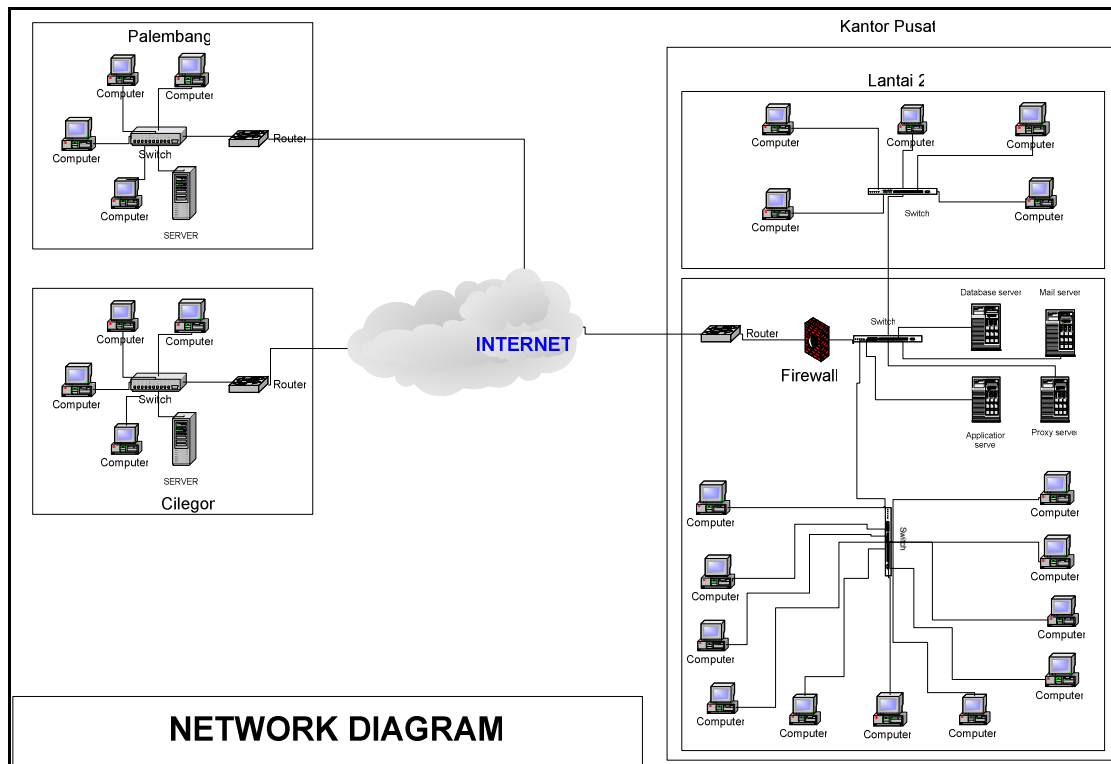 Palembang
Computer
Computer
Computer
Switch
Router
Computer
SERVER
Computer
Computer
Computer
Switch
Router
Computer
SERVER
Cilegor
INTERNET
Kantor Pusat
Lantai 2
Computer
Computer
Computer
Computer
Computer
Switch
Database server
Mail server
Switch
Router
Firewall
Applicatior
serve
Proxy server
Computer
Computer
Switch
Computer
Computer
Computer
Computer
Computer
Computer
Computer
Computer
Computer
NETWORK DIAGRAM